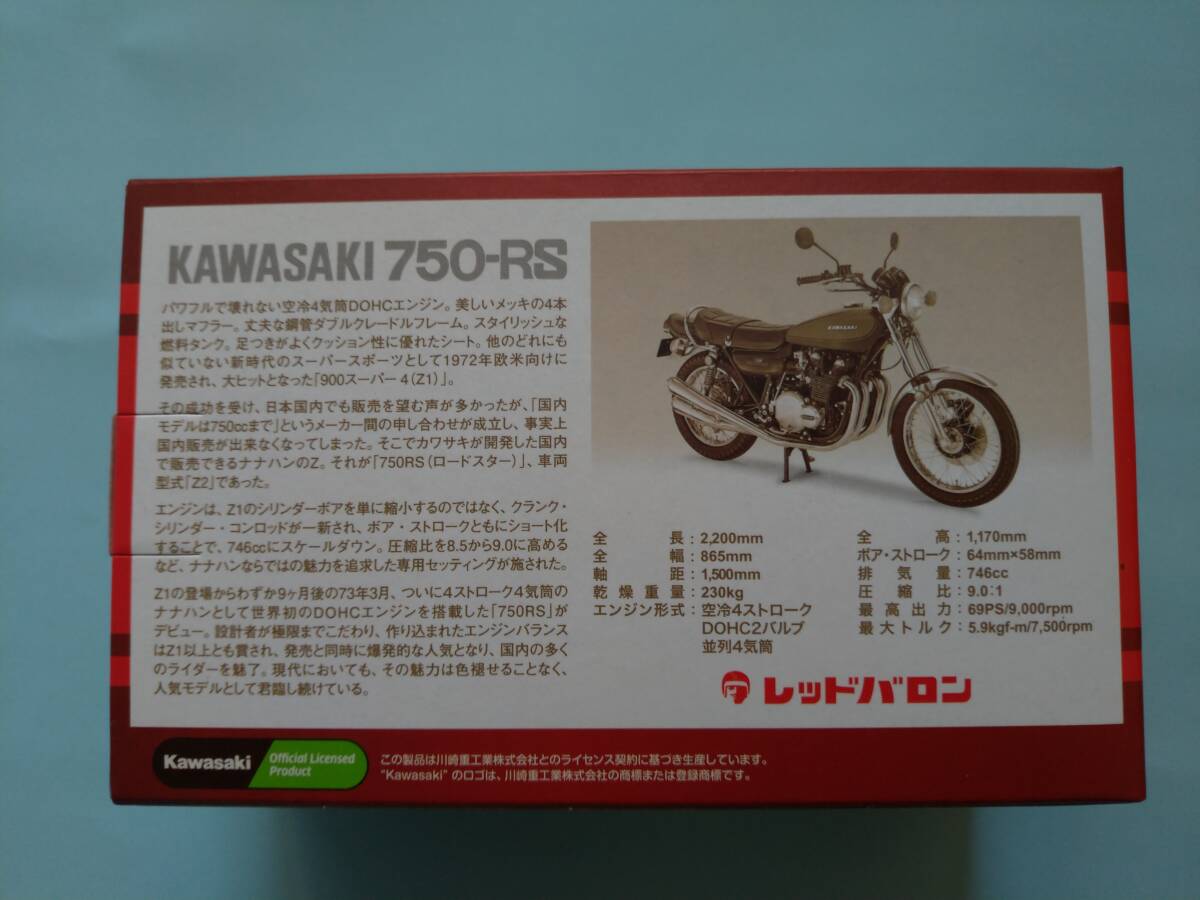 KAWASAKI 750-RS
パワフルで壊れない空冷4気筒DOHCエンジン。美しいメッキの4本
出しマフラー。丈夫な鋼管ダブルクレードルフレーム。スタイリッシュな
燃料タンク。足つきがよくクッション性に優れたシート。他のどれにも
似ていない新時代のスーパースポーツとして1972年欧米向けに
発売され、大ヒットとなった「900スーパー4(Z1)」。
その成功を受け、日本国内でも販売を望む声が多かったが、「国内
モデルは750ccまで」というメーカー間の申し合わせが成立し、事実上
国内販売が出来なくなってしまった。そこでカワサキが開発した国内
で販売できるナナハンのZ。それが「750RS(ロードスター)」、車両
型式「Z2」であった。
エンジンは、Z1のシリンダーボアを単に縮小するのではなく、クランク・
シリンダー・コンロッドが一新され、ボア・ストロークともにショート化
することで、746ccにスケールダウン。圧縮比を8.5から9.0に高める
など、ナナハンならではの魅力を追求した専用セッティングが施された。
Z1の登場からわずか9ヶ月後の73年3月、ついに4ストローク4気筒の
ナナハンとして世界初のDOHCエンジンを搭載した「750RS」が
デビュー。設計者が極限までこだわり、作り込まれたエンジンバランス
はZ1以上とも賞され、発売と同時に爆発的な人気となり、国内の多く
のライダーを魅了。現代においても、その魅力は色褪せることなく、
人気モデルとして君臨し続けている。
KAWASAKI
全長:2,200mm
全幅:865mm
軸距:1,500mm
乾燥重量:230kg
エンジン形式:空冷4ストローク
DOHC2バルブ
並列4気筒
全高:1,170mm
ボア・ストローク:64mm×58mm
排気量:746cc
圧縮比:9.0:1
最高出力:69PS/9,000rpm
最大トルク:5.9kgf-m/7,500rpm
レッドバロン
Kawasaki
Official Licensed
Product
この製品は川崎重工業株式会社とのライセンス契約に基づき生産しています。
"Kawasaki"のロゴは、川崎重工業株式会社の商標または登録商標です。